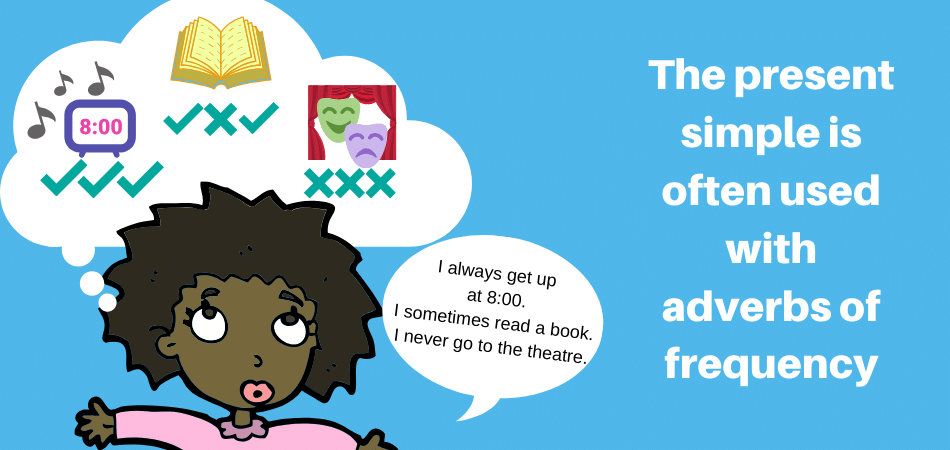 8:00
I always get up
at 8:00.
I sometimes read a book.
I never go to the theatre.
The present
simple is
often used
with
adverbs of
frequency